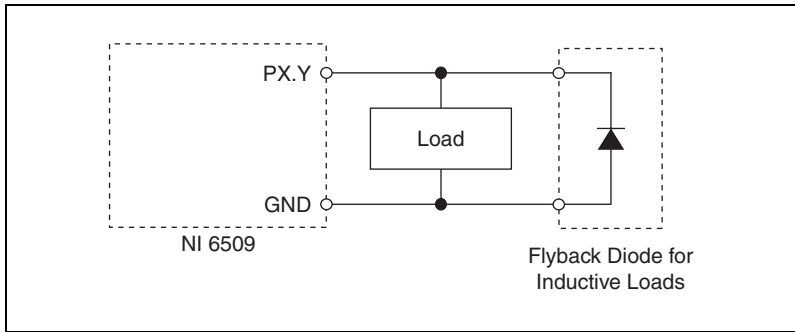 PX.Y
Load
GND
NI 6509
Flyback Diode for
Inductive Loads